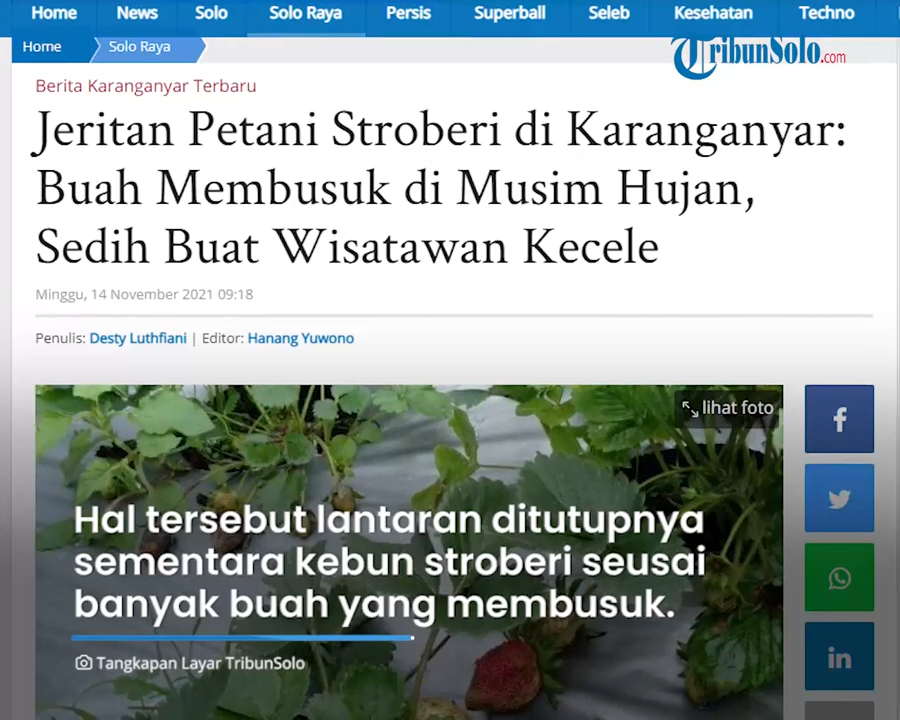 Home News Solo Solo Raya Persis Superball Seleb Kesehatan Techno
Home Solo Raya
TribunSolo.com
Berita Karanganyar Terbaru
Jeritan Petani Stroberi di Karanganyar:
Buah Membusuk di Musim Hujan,
Sedih Buat Wisatawan Kecele
Minggu, 14 November 2021 09:18
Penulis: Desty Luthfiani | Editor: Hanang Yuwono
lihat foto
Hal tersebut lantaran ditutupnya
sementara kebun stroberi seusai
banyak buah yang membusuk.
Tangkapan Layar TribunSolo